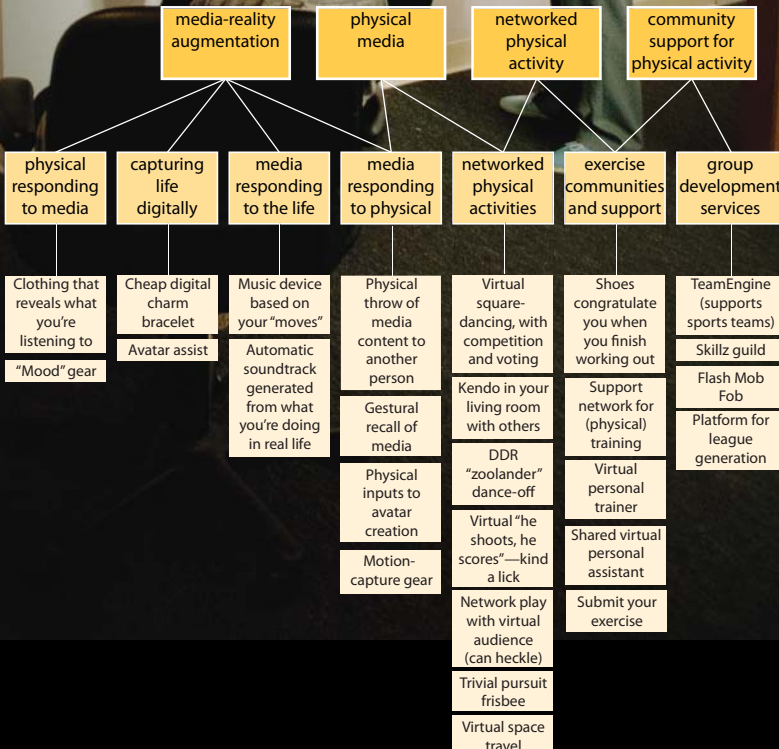 media-reality
augmentation
physical
media
networked
physical
activity
community
support for
physical activity
physical
responding
to media
capturing
life
digitally
media
responding
to the life
media
responding
to physical
networked
physical
activities
exercise
communities
and support
group
development
services
Clothing that
reveals what
you're
listening to
"Mood" gear
Cheap digital
charm
bracelet
Avatar assist
Music device
based on
your "moves"
Automatic
soundtrack
generated
from what
you're doing
in real life
Physical
throw of
media
content to
another
person
Gestural
recall of
media
Physical
inputs to
avatar
creation
Motion-
capture gear
Virtual
square-
dancing, with
competition
and voting
Kendo in your
living room
with others
DDR
"zoolander"
dance-off
Virtual "he
shoots, he
scores"—kind
a lick
Network play
with virtual
audience
(can heckle)
Trivial pursuit
frisbee
Virtual space
travel
Shoes
congratulate
you when
you finish
working out
Support
network for
(physical)
training
Virtual
personal
trainer
Shared virtual
personal
assistant
Submit your
exercise
TeamEngine
(supports
sports teams)
Skillz guild
Flash Mob
Fob
Platform for
league
generation